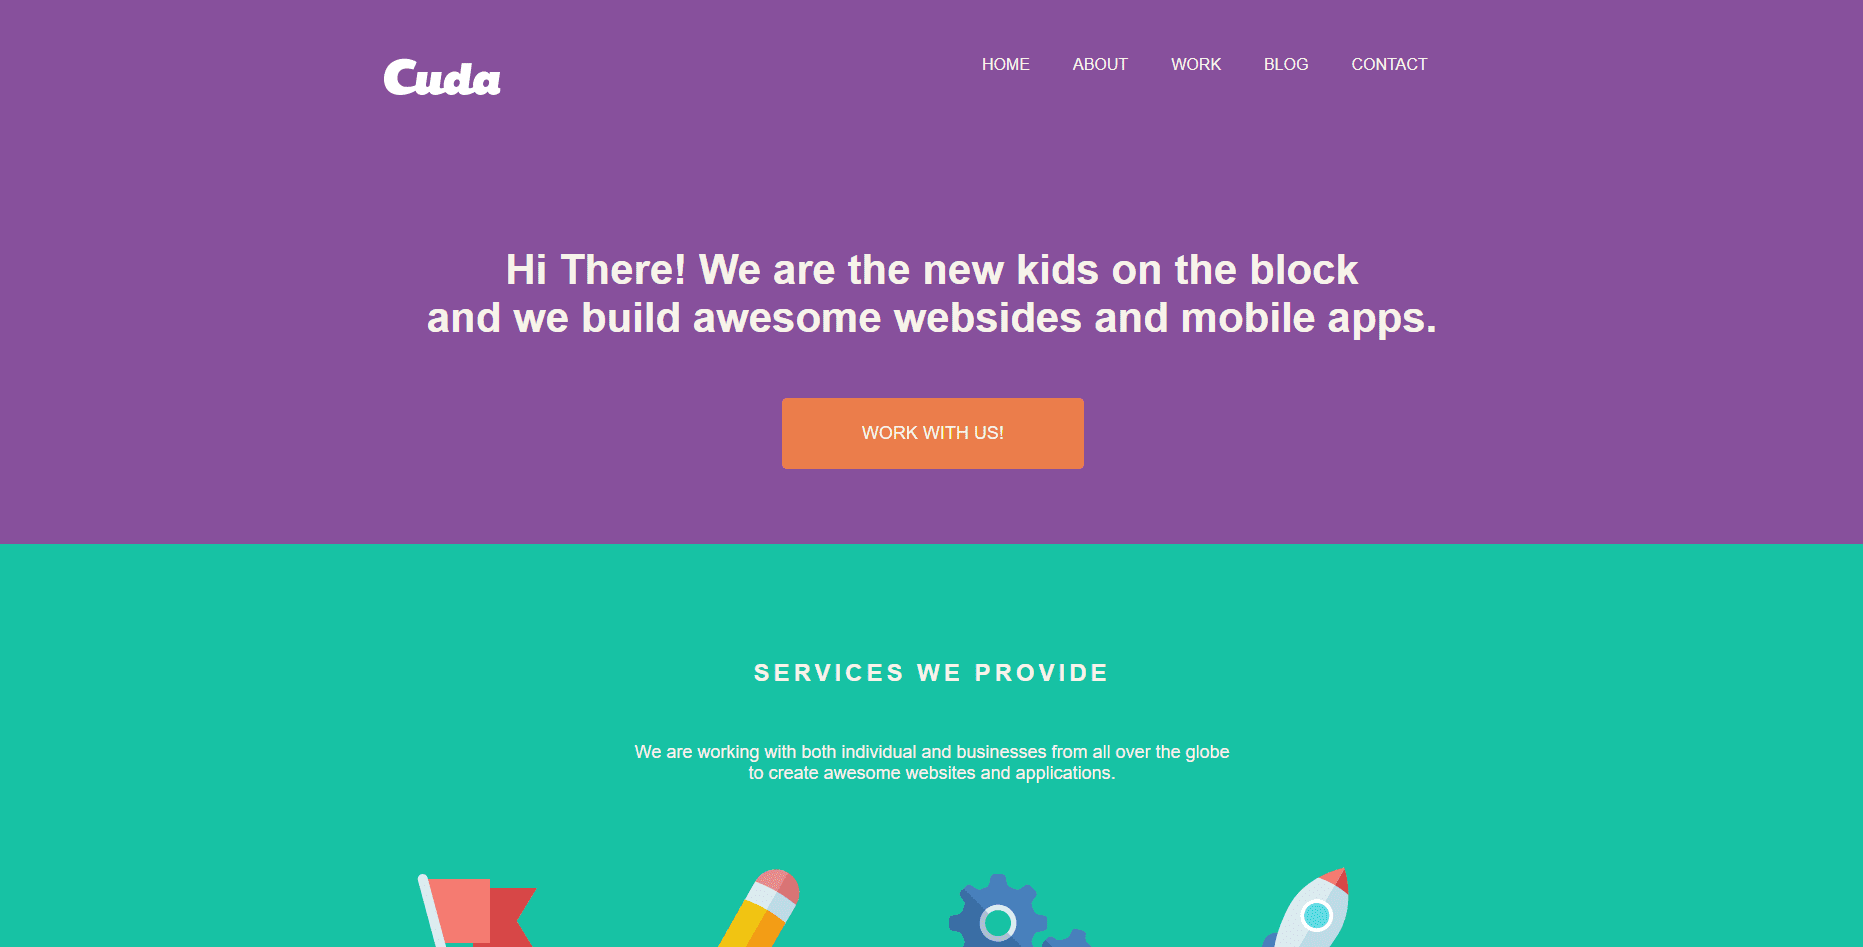 Cuda
HOME ABOUT WORK BLOG CONTACT
Hi There! We are the new kids on the block
and we build awesome websides and mobile apps.
WORK WITH US!
SERVICES WE PROVIDE
We are working with both individual and businesses from all over the globe
to create awesome websites and applications.